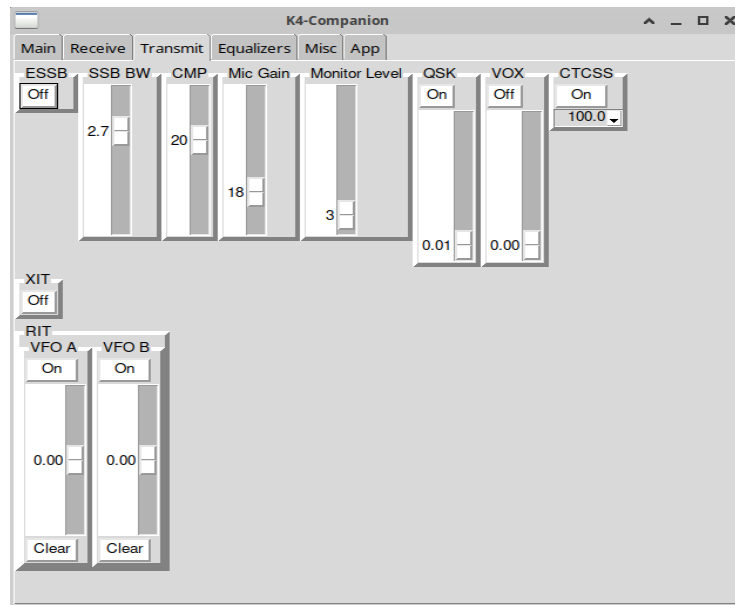 K4-Companion
Main Receive Transmit Equalizers Misc App
ESSB SSB BW CMP Mic Gain Monitor Level QSK VOX CTCSS
Off On Off On
100.0
2.7
20
18
3
0.01 0.00
XIT
Off
RIT
VFO A VFO B
On On
0.00 0.00
Clear Clear